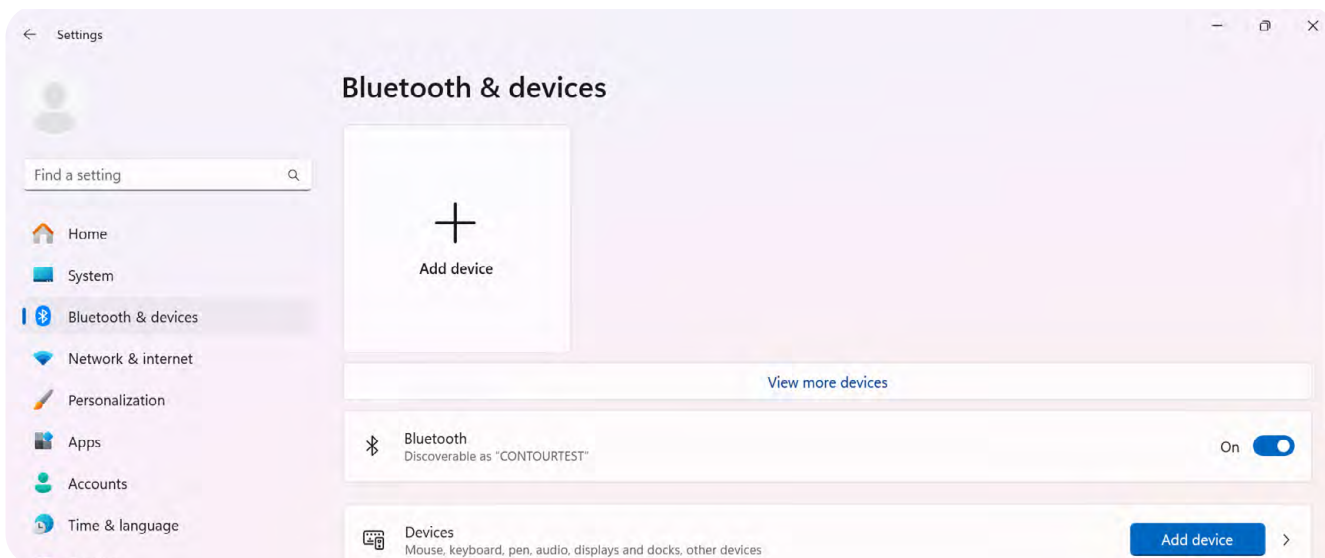 Settings
Bluetooth & devices
Find a setting
Home
System
Bluetooth & devices
Network & internet
Personalization
Apps
Accounts
Time & language
Add device
View more devices
Bluetooth
Discoverable as "CONTOURTEST"
On
Devices
Mouse, keyboard, pen, audio, displays and docks, other devices
Add device